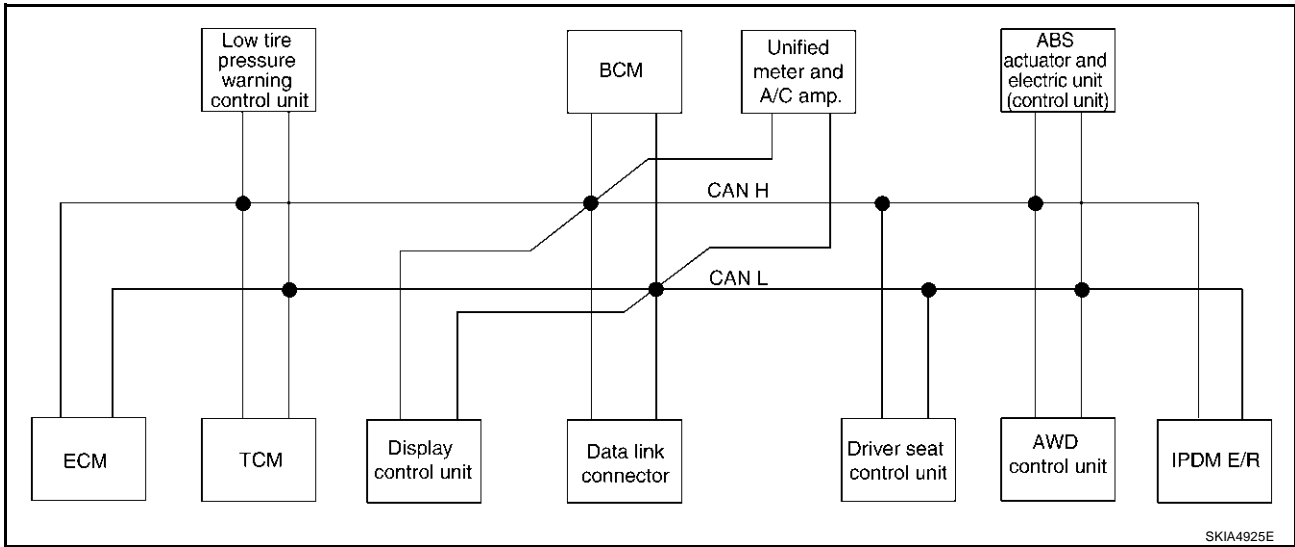 Low tire
pressure
warning
control unit
BCM
Unified
meter and
A/C amp.
ABS
actuator and
electric unit
(control unit)
CAN H
CAN L
ECM
TCM
Display
control unit
Data link
connector
Driver seat
control unit
AWD
control unit
IPDM E/R
SKIA4925E